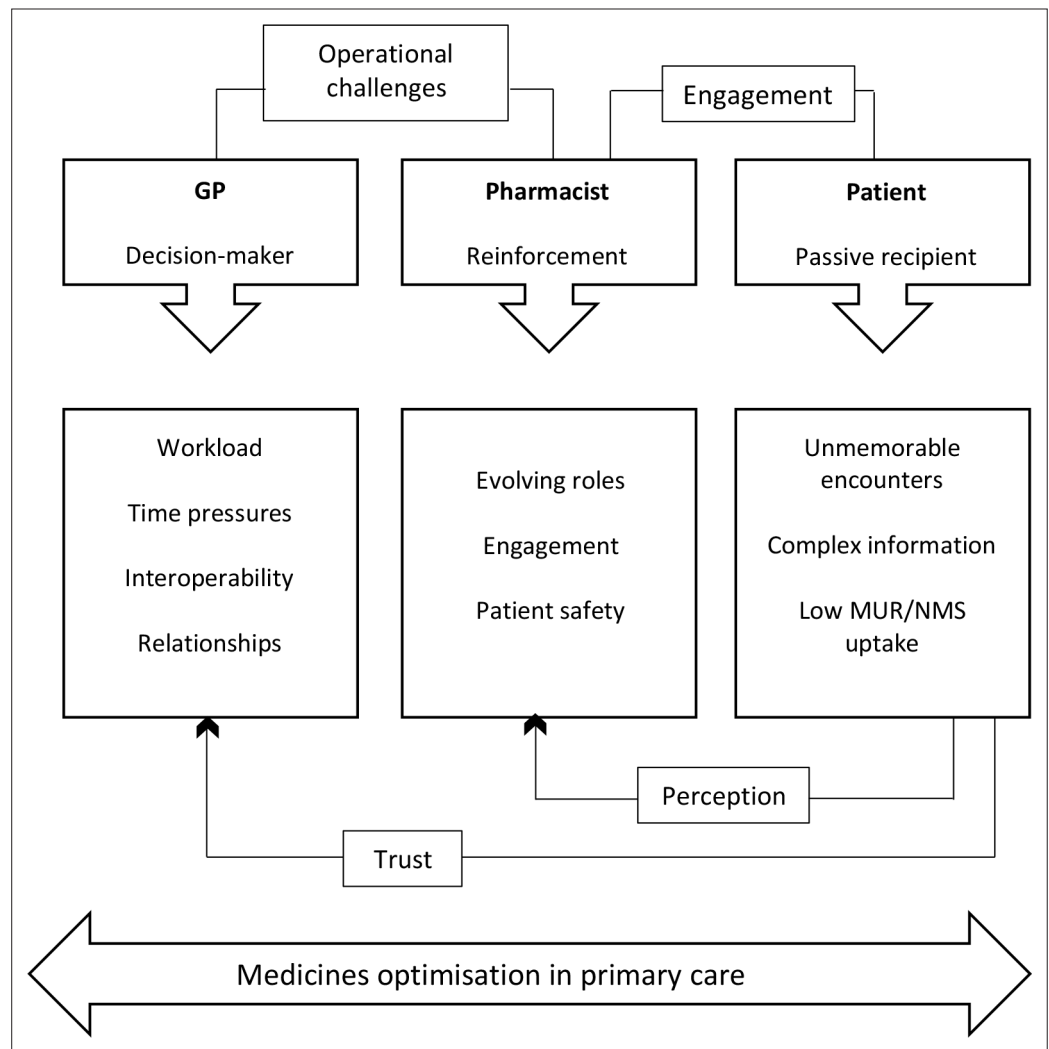 Operational
challenges
Engagement
GP
Decision-maker
Pharmacist
Reinforcement
Patient
Passive recipient
Workload
Time pressures
Interoperability
Relationships
Evolving roles
Engagement
Patient safety
Unmemorable
encounters
Complex information
Low MUR/NMS
uptake
Perception
Trust
Medicines optimisation in primary care